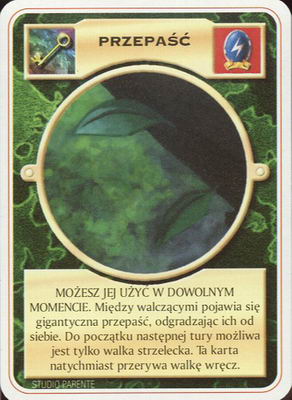 PRZEPAŚĆ
MOŻESZ JEJ UŻYĆ W DOWOLNYM
MOMENCIE. Między walczącymi pojawia się
gigantyczna przepaść, odgradzając ich od
siebie. Do początku następnej tury możliwa
jest tylko walka strzelecka. Ta karta
natychmiast przerywa walkę wręcz.
STUDIO PARENTE